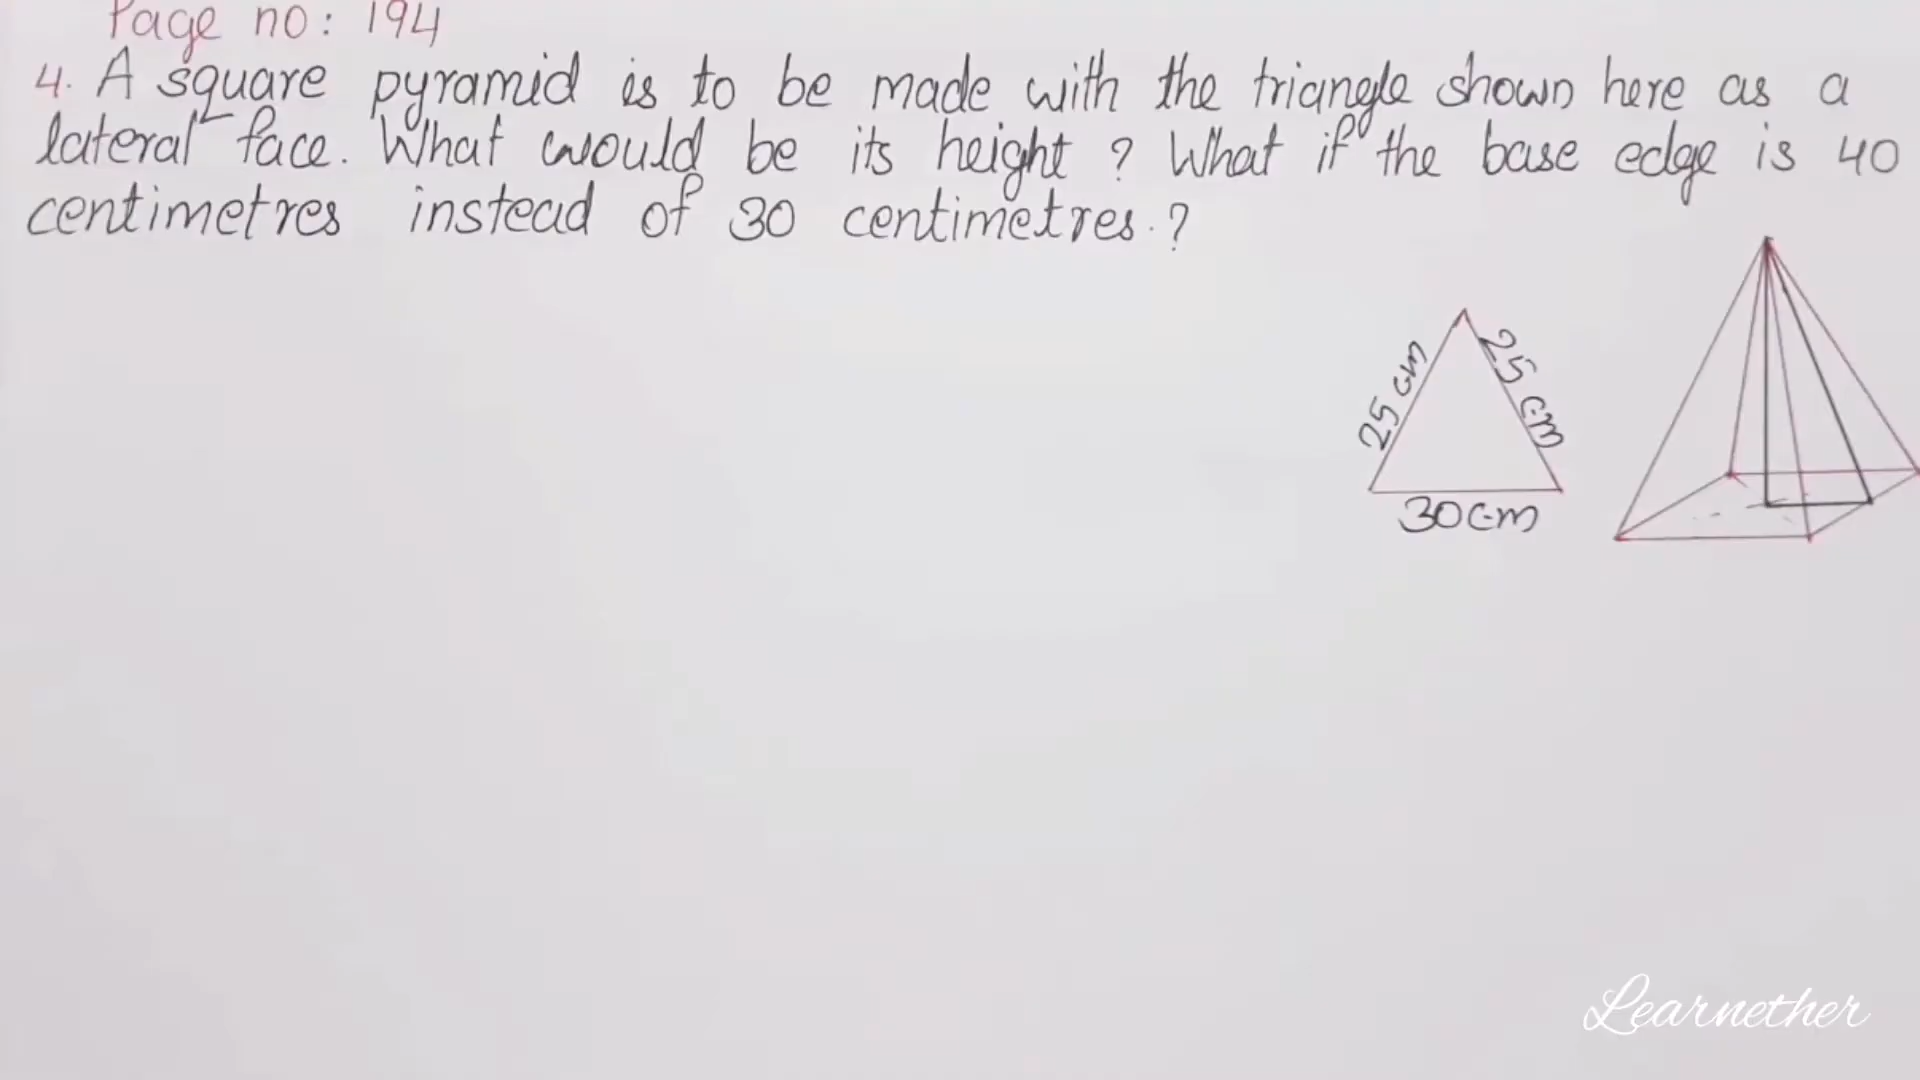 Page no: 194
4. A square pyramid is to be made with the triangle shown here as a
lateral face. What would be its height ? What if the base edge is 40
centimetres instead of 30 centimetres.?
25 cm
25 cm
30cm
Learnether